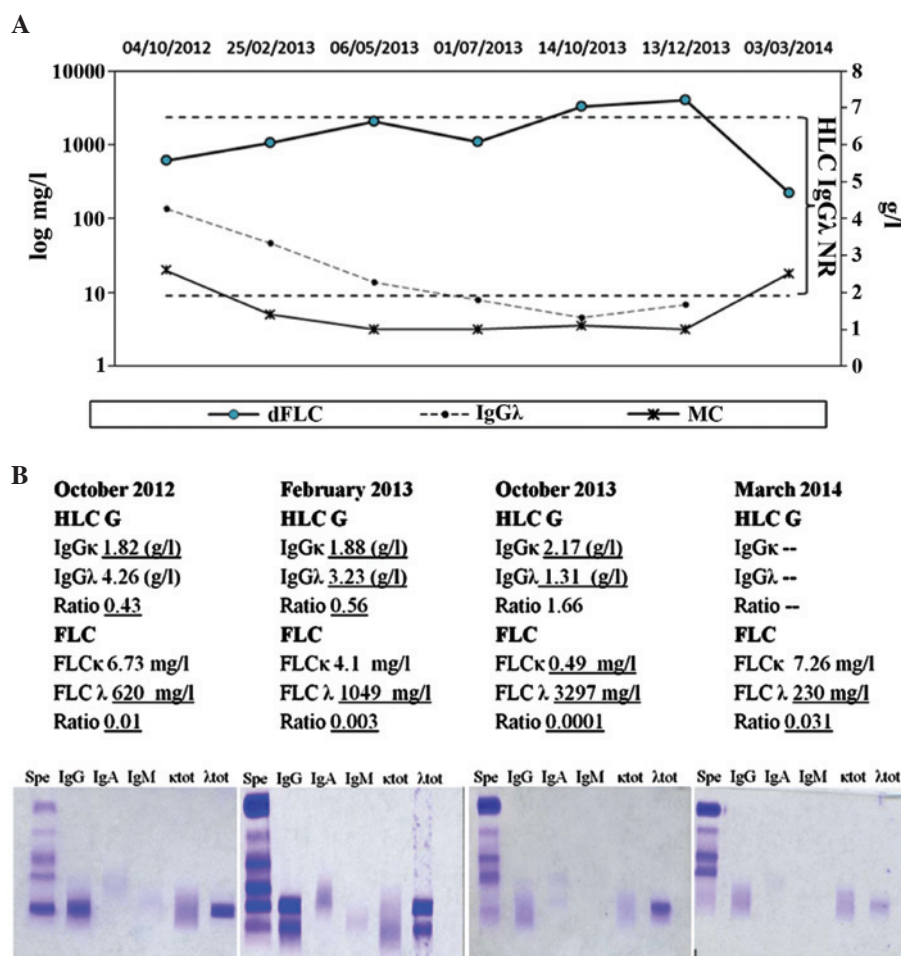 A
04/10/2012 25/02/2013 06/05/2013 01/07/2013 14/10/2013 13/12/2013 03/03/2014
10000
1000
100
10
1
log mg/l
8
7
6
5
4
3
2
1
0
g/l
HLC IgGλ NR
dFLC IgGλ MC
B
October 2012
HLC G
IgGκ 1.82 (g/l)
IgGλ 4.26 (g/l)
Ratio 0.43
FLC
FLCκ 6.73 mg/l
FLC λ 620 mg/l
Ratio 0.01
February 2013
HLC G
IgGκ 1.88 (g/l)
IgGλ 3.23 (g/l)
Ratio 0.56
FLC
FLCκ 4.1 mg/l
FLC λ 1049 mg/l
Ratio 0.003
October 2013
HLC G
IgGκ 2.17 (g/l)
IgGλ 1.31 (g/l)
Ratio 1.66
FLC
FLCκ 0.49 mg/l
FLC λ 3297 mg/l
Ratio 0.0001
March 2014
HLC G
IgGκ --
IgGλ --
Ratio --
FLC
FLCκ 7.26 mg/l
FLC λ 230 mg/l
Ratio 0.031
Spe IgG IgA IgM κtot λtot
Spe IgG IgA IgM κtot λtot
Spe IgG IgA IgM κtot λtot
Spe IgG IgA IgM κtot λtot